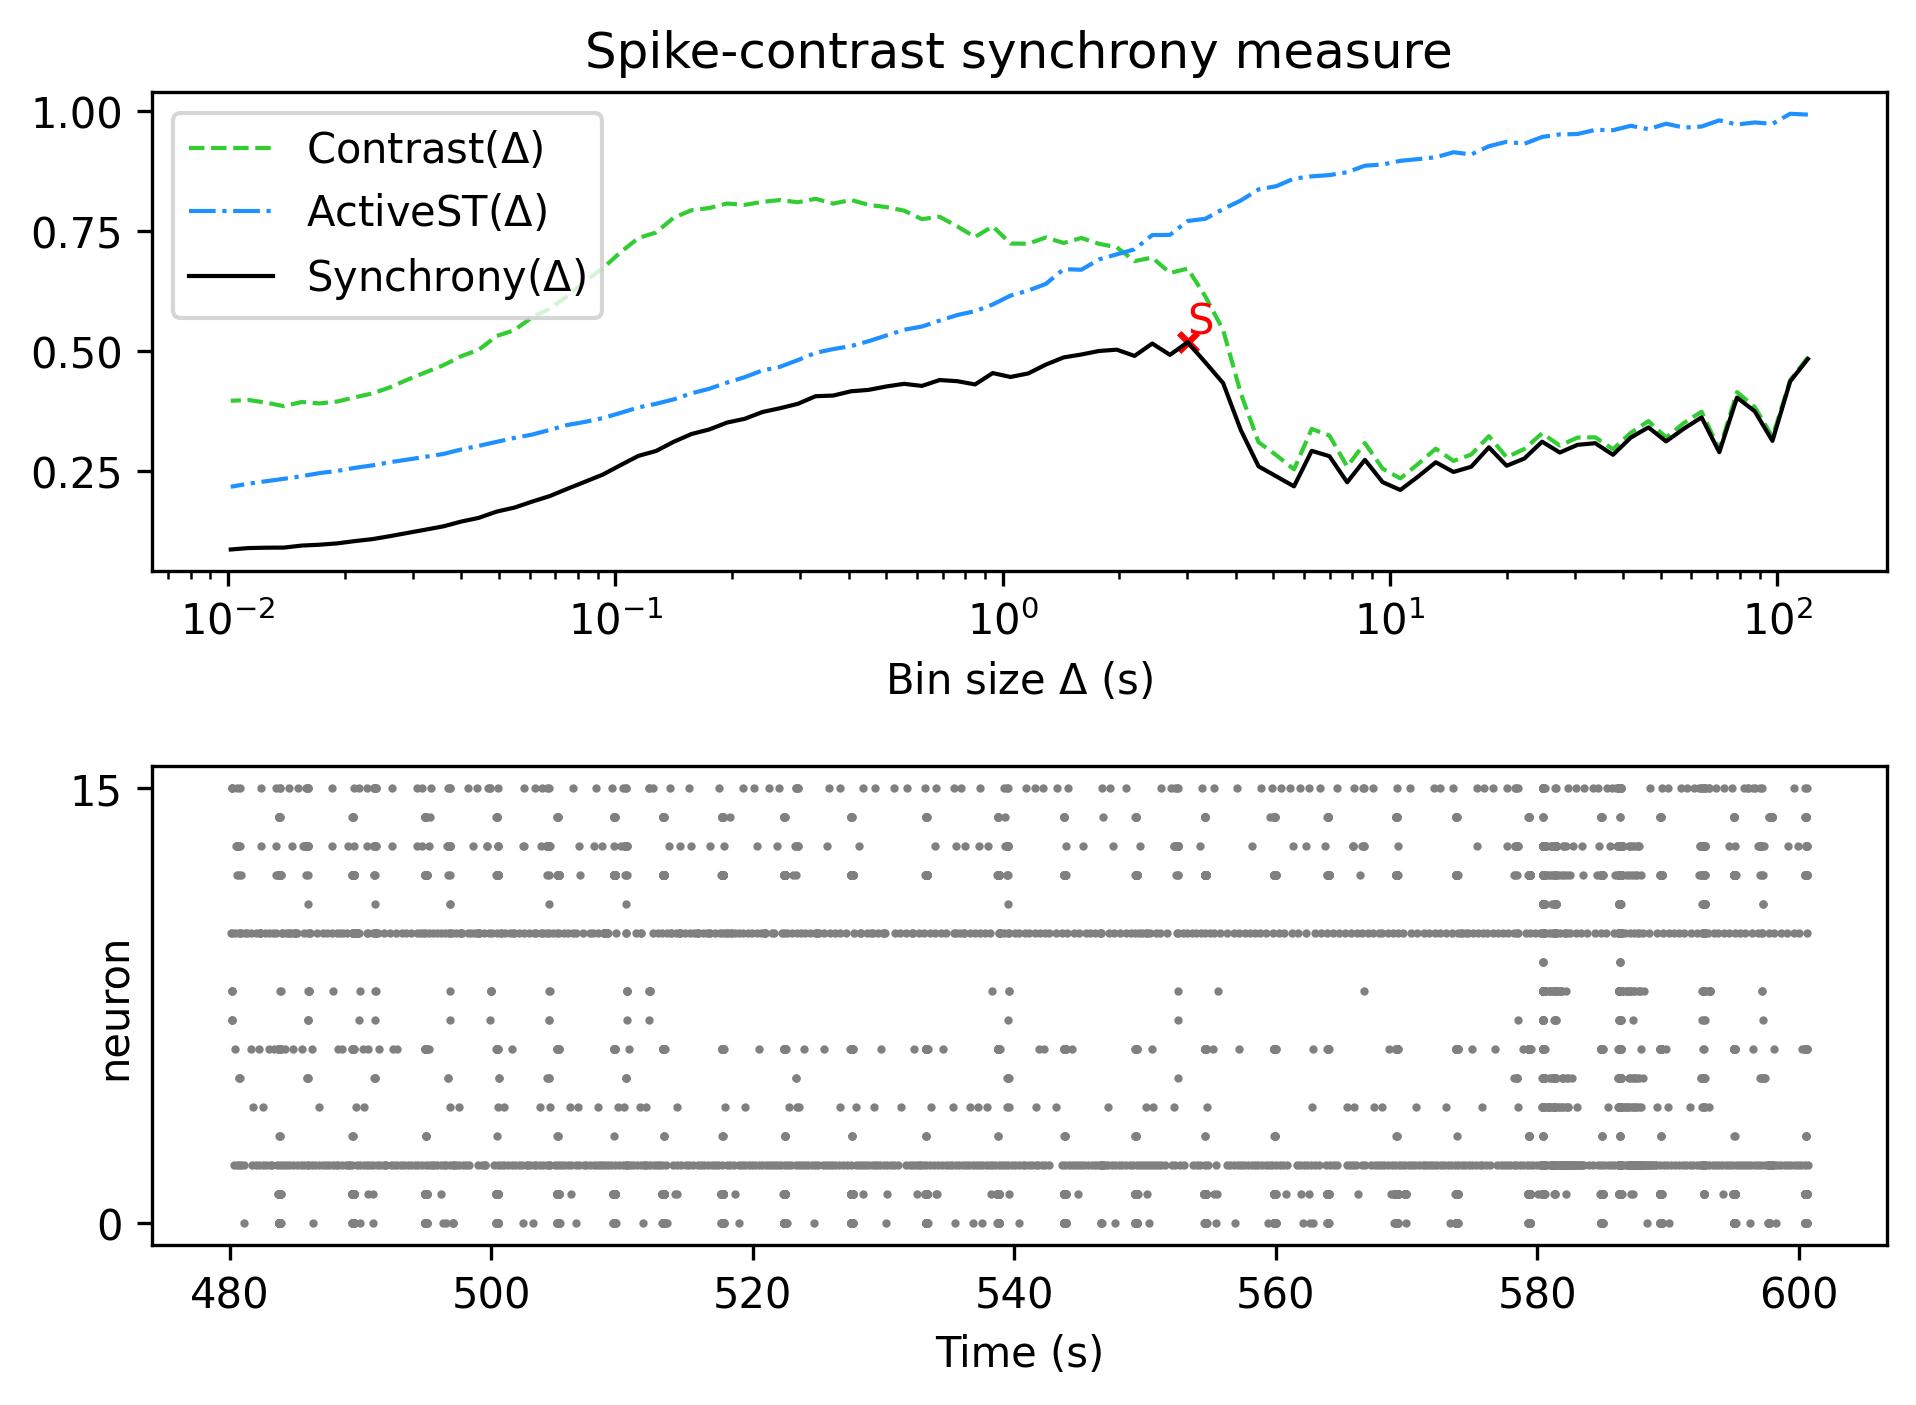 Spike-contrast synchrony measure
1.00
0.75
0.50
0.25
Contrast(Δ)
ActiveST(Δ)
Synchrony(Δ)
S
10⁻² 10⁻¹ 10⁰ 10¹ 10²
Bin size Δ (s)
15
0
neuron
480 500 520 540 560 580 600
Time (s)